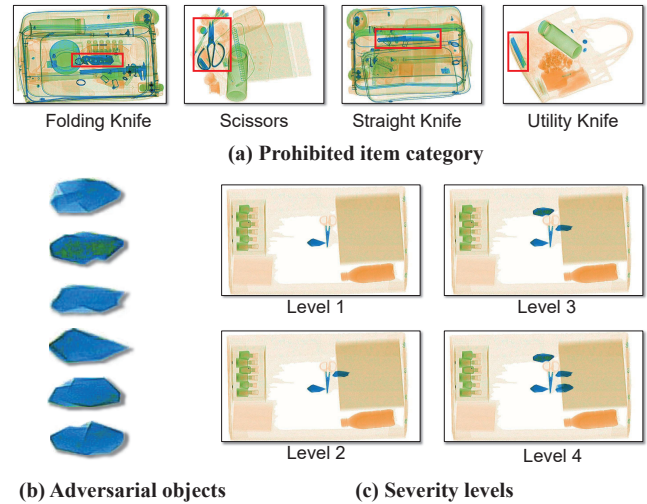 Folding Knife
Scissors
Straight Knife
Utility Knife
(a) Prohibited item category
Level 1
Level 3
Level 2
Level 4
(b) Adversarial objects
(c) Severity levels